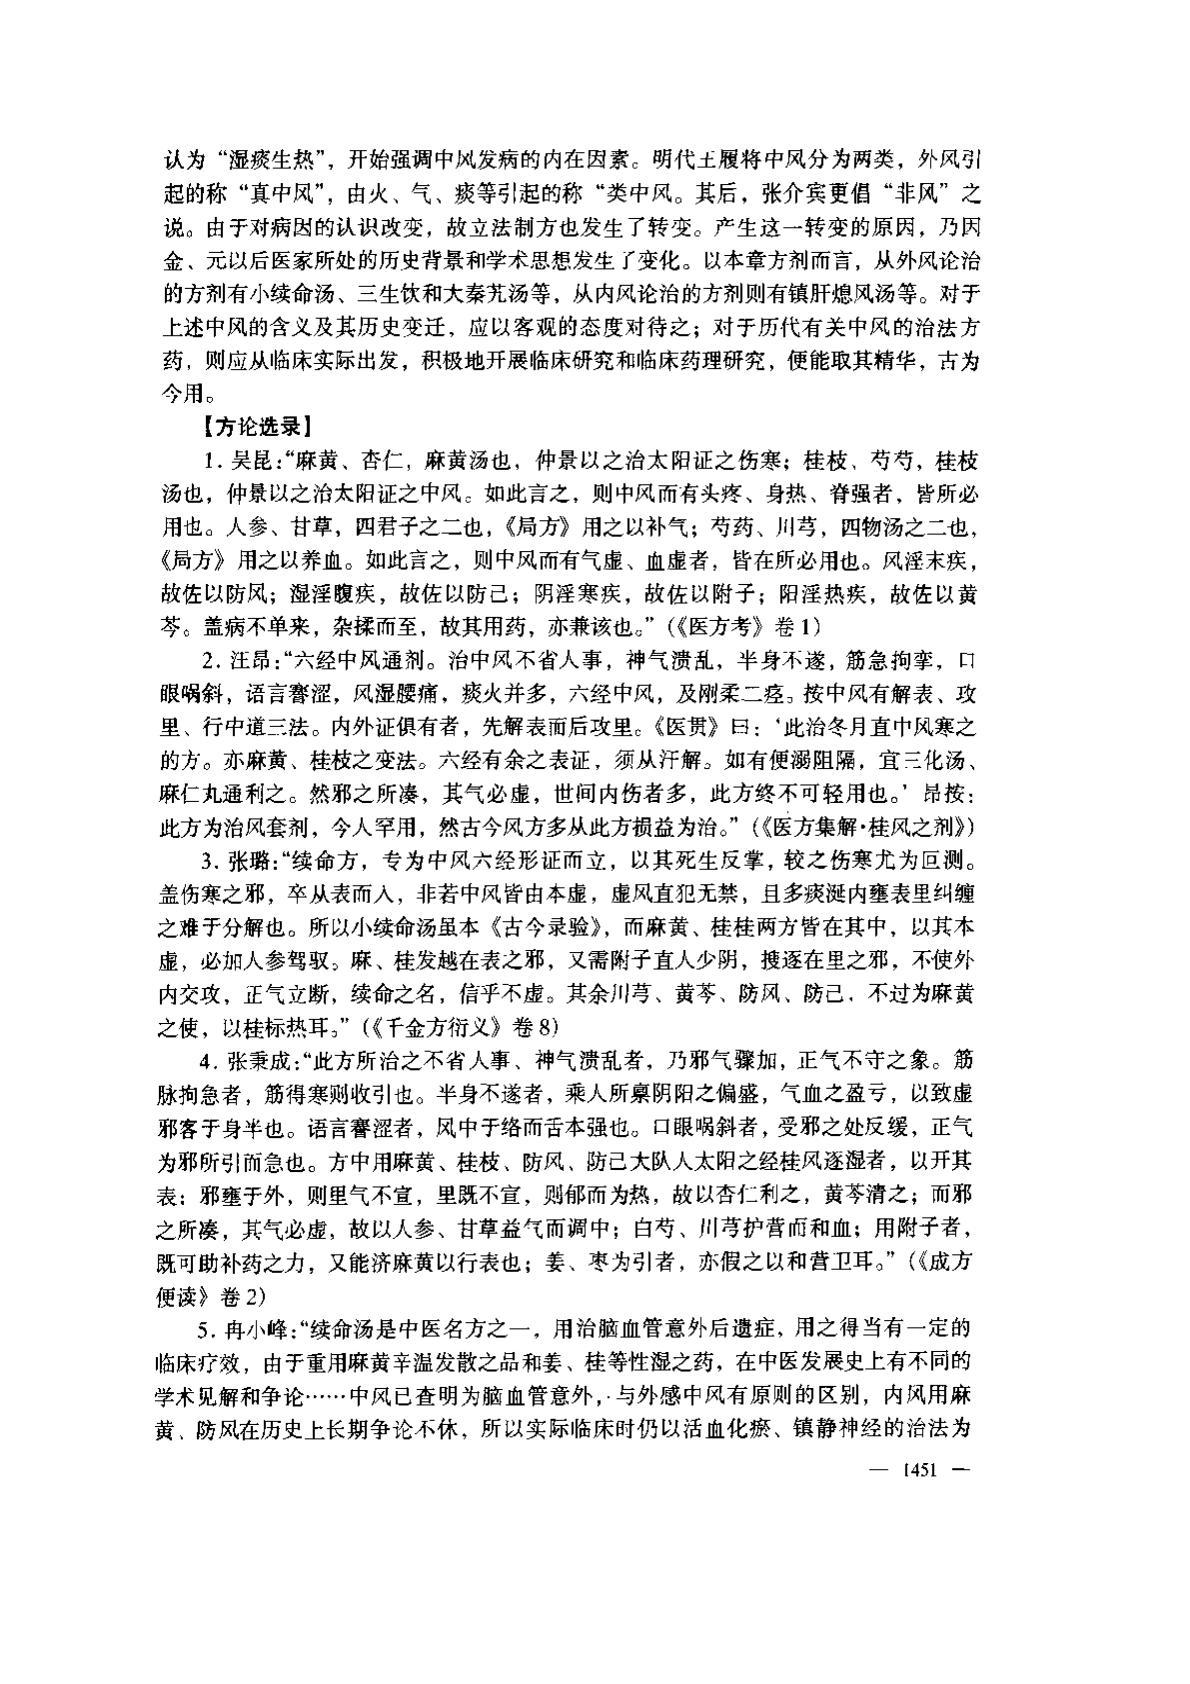 认为“湿痰生热”，开始强调中风发病的内在因素。明代王履将中风分为两类，外风引
起的称“真中风”，由火、气、痰等引起的称“类中风。其后，张介宾更倡“非风”之
说。由于对病因的认识改变，故立法制方也发生了转变。产生这一转变的原因，乃因
金、元以后医家所处的历史背景和学术思想发生了变化。以本章方剂而言，从外风论治
的方剂有小续命汤、三生饮和大秦艽汤等，从内风论治的方剂则有镇肝熄风汤等。对于
上述中风的含义及其历史变迁，应以客观的态度对待之；对于历代有关中风的治法方
药，则应从临床实际出发，积极地开展临床研究和临床药理研究，便能取其精华，古为
今用。
【方论选录】
1. 吴昆：“麻黄、杏仁，麻黄汤也，仲景以之治太阳证之伤寒；桂枝、芍芍，桂枝
汤也，仲景以之治太阳证之中风。如此言之，则中风而有头疼、身热、脊强者，皆所必
用也。人参、甘草，四君子之二也，《局方》用之以补气；芍药、川芎，四物汤之二也，
《局方》用之以养血。如此言之，则中风而有气虚、血虚者，皆在所必用也。风淫末疾，
故佐以防风；湿淫腹疾，故佐以防己；阴淫寒疾，故佐以附子；阳淫热疾，故佐以黄
芩。盖病不单来，杂揉而至，故其用药，亦兼该也。”（《医方考》卷1）
2. 汪昂：“六经中风通剂。治中风不省人事，神气溃乱，半身不遂，筋急拘挛，口
眼㖞斜，语言謇涩，风湿腰痛，痰火并多，六经中风，及刚柔二痉。按中风有解表、攻
里、行中道三法。内外证俱有者，先解表而后攻里。《医贯》曰：‘此治冬月直中风寒之
的方。亦麻黄、桂枝之变法。六经有余之表证，须从汗解。如有便溺阻隔，宜三化汤、
麻仁丸通利之。然邪之所凑，其气必虚，世间内伤者多，此方终不可轻用也。’昂按：
此方为治风套剂，今人罕用，然古今风方多从此方损益为治。”（《医方集解·桂风之剂》）
3. 张璐：“续命方，专为中风六经形证而立，以其死生反掌，较之伤寒尤为叵测。
盖伤寒之邪，卒从表而入，非若中风皆由本虚，虚风直犯无禁，且多痰涎内壅表里纠缠
之难于分解也。所以小续命汤虽本《古今录验》，而麻黄、桂桂两方皆在其中，以其本
虚，必加人参驾驭。麻、桂发越在表之邪，又需附子直人少阴，搜逐在里之邪，不使外
内交攻，正气立断，续命之名，信乎不虚。其余川芎、黄芩、防风、防己，不过为麻黄
之使，以桂标热耳。”（《千金方衍义》卷8）
4. 张秉成：“此方所治之不省人事、神气溃乱者，乃邪气骤加，正气不守之象。筋
脉拘急者，筋得寒则收引也。半身不遂者，乘人所禀阴阳之偏盛，气血之盈亏，以致虚
邪客于身半也。语言謇涩者，风中于络而舌本强也。口眼㖞斜者，受邪之处反缓，正气
为邪所引而急也。方中用麻黄、桂枝、防风、防己大队人太阳之经桂风逐湿者，以开其
表；邪壅于外，则里气不宣，里既不宣，则郁而为热，故以杏仁利之，黄芩清之；而邪
之所凑，其气必虚，故以人参、甘草益气而调中；白芍、川芎护营而和血；用附子者，
既可助补药之力，又能济麻黄以行表也；姜、枣为引者，亦假之以和营卫耳。”（《成方
便读》卷2）
5. 冉小峰：“续命汤是中医名方之一，用治脑血管意外后遗症，用之得当有一定的
临床疗效，由于重用麻黄辛温发散之品和姜、桂等性湿之药，在中医发展史上有不同的
学术见解和争论……中风已查明为脑血管意外，与外感中风有原则的区别，内风用麻
黄、防风在历史上长期争论不休，所以实际临床时仍以活血化瘀、镇静神经的治法为
— 1451 —